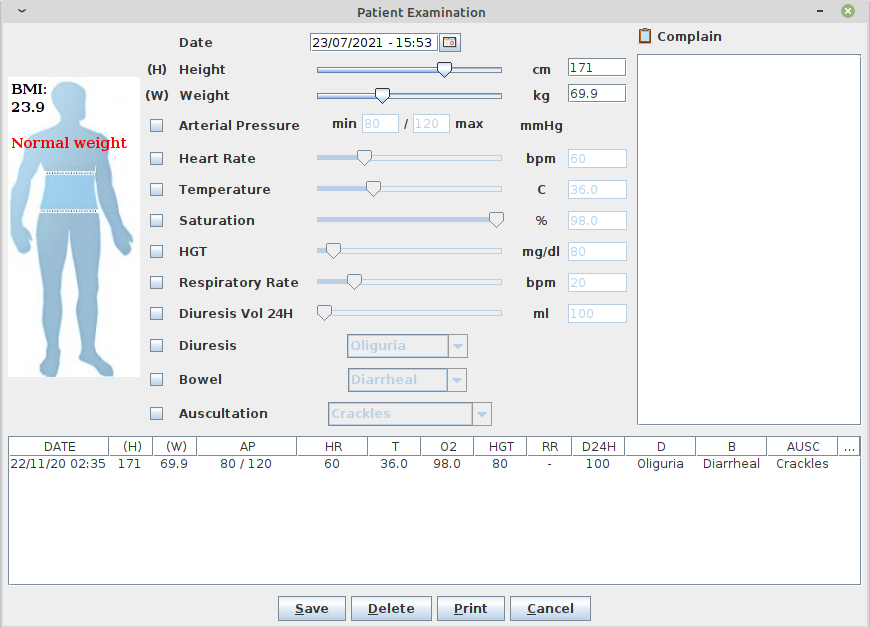 Patient Examination
Date 23/07/2021 - 15:53
Complain
(H) Height cm 171
BMI:
23.9
(W) Weight kg 69.9
Arterial Pressure min 80 / 120 max mmHg
Normal weight
Heart Rate bpm 60
Temperature C 36.0
Saturation % 98.0
HGT mg/dl 80
Respiratory Rate bpm 20
Diuresis Vol 24H ml 100
Diuresis Oliguria
Bowel Diarrheal
Auscultation Crackles
DATE (H) (W) AP HR T O2 HGT RR D24H D B AUSC ...
22/11/20 02:35 171 69.9 80 / 120 60 36.0 98.0 80 - 100 Oliguria Diarrheal Crackles
Save Delete Print Cancel